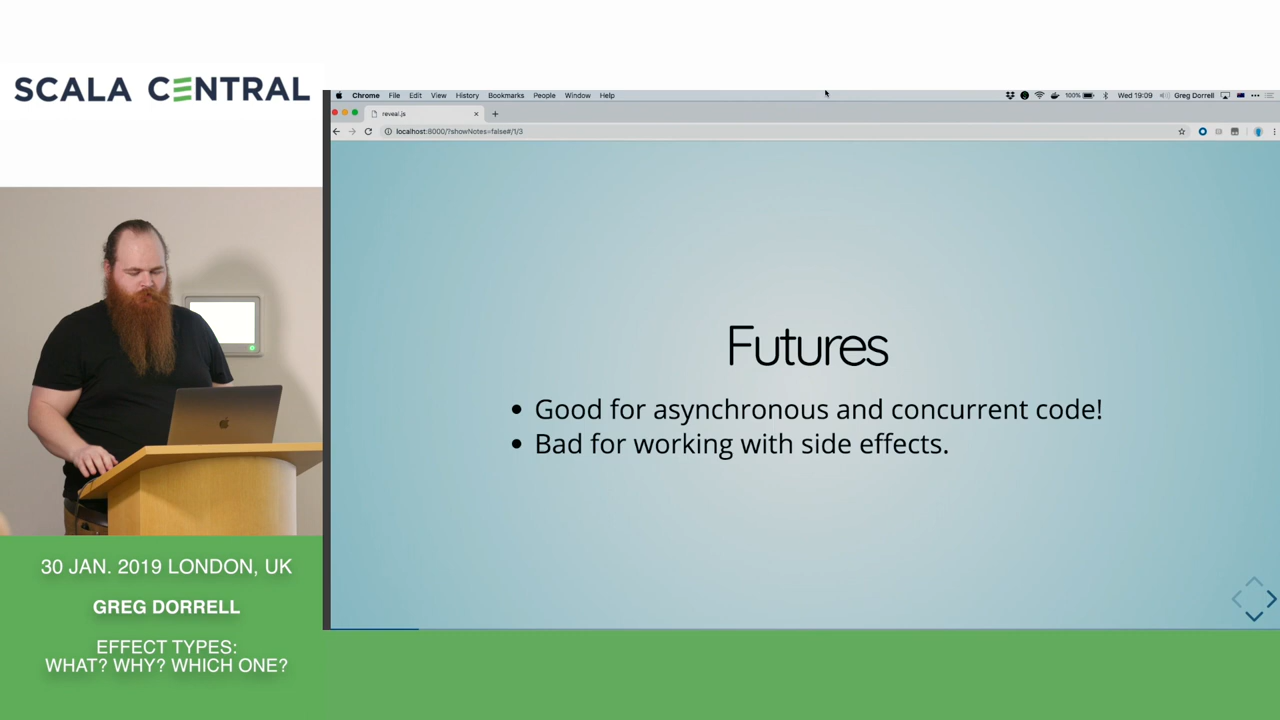 SCALA CENTRAL
Chrome File Edit View History Bookmarks People Window Help
100% Wed 19:09 Greg Dorrell
reveal.js
localhost:8000/?showNotes=false#/1/3
Futures
• Good for asynchronous and concurrent code!
• Bad for working with side effects.
30 JAN. 2019 LONDON, UK
GREG DORRELL
EFFECT TYPES:
WHAT? WHY? WHICH ONE?